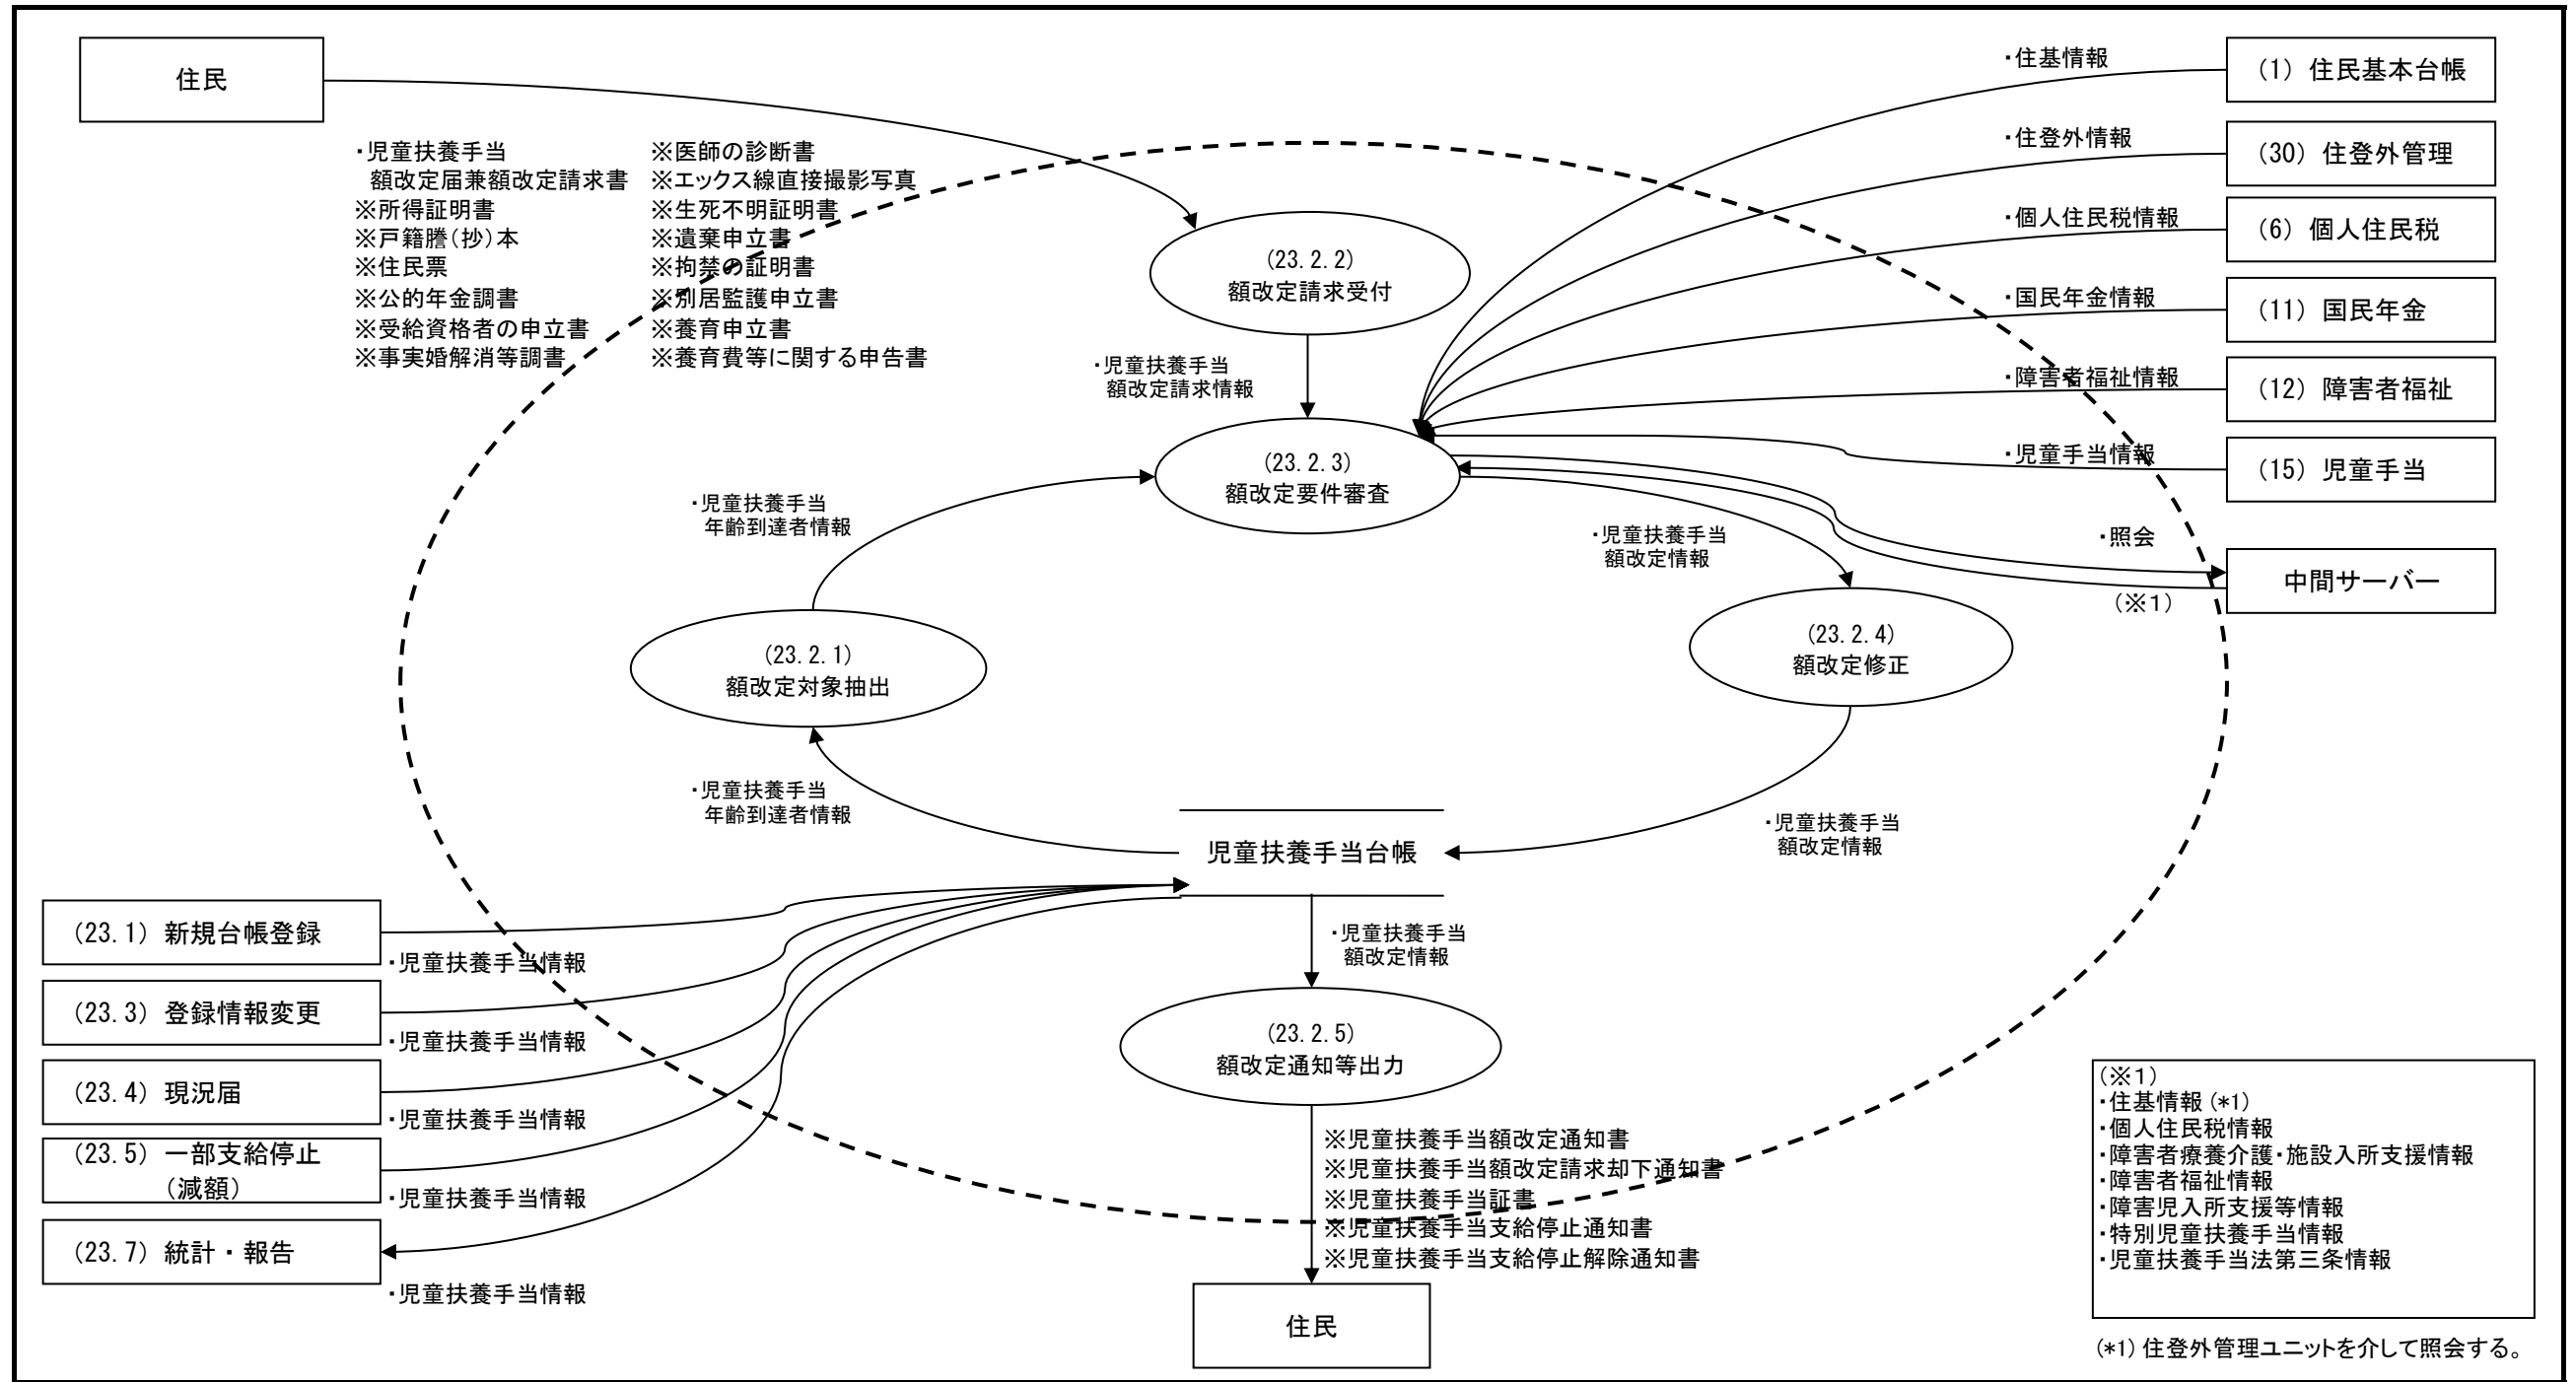 住民
・児童扶養手当
額改定届兼額改定請求書
※所得証明書
※戸籍謄(抄)本
※住民票
※公的年金調書
※受給資格者の申立書
※事実婚解消等調書
※医師の診断書
※エックス線直接撮影写真
※生死不明証明書
※遺棄申立書
※拘禁の証明書
※別居監護申立書
※養育申立書
※養育費等に関する申告書
・住基情報
(1) 住民基本台帳
・住登外情報
(30) 住登外管理
・個人住民税情報
(6) 個人住民税
・国民年金情報
(11) 国民年金
・障害者福祉情報
(12) 障害者福祉
・児童手当情報
(15) 児童手当
・照会
中間サーバー
(※1)
(23.2.2)
額改定請求受付
・児童扶養手当
額改定請求情報
(23.2.3)
額改定要件審査
・児童扶養手当
年齢到達者情報
・児童扶養手当
額改定情報
(23.2.1)
額改定対象抽出
(23.2.4)
額改定修正
・児童扶養手当
年齢到達者情報
児童扶養手当台帳
・児童扶養手当
額改定情報
・児童扶養手当
額改定情報
(23.2.5)
額改定通知等出力
(23.1) 新規台帳登録
・児童扶養手当情報
(23.3) 登録情報変更
・児童扶養手当情報
(23.4) 現況届
・児童扶養手当情報
(23.5) 一部支給停止
(減額)
・児童扶養手当情報
(23.7) 統計・報告
・児童扶養手当情報
※児童扶養手当額改定通知書
※児童扶養手当額改定請求却下通知書
※児童扶養手当証書
※児童扶養手当支給停止通知書
※児童扶養手当支給停止解除通知書
住民
(※1)
・住基情報(*1)
・個人住民税情報
・障害者療養介護・施設入所支援情報
・障害者福祉情報
・障害児入所支援等情報
・特別児童扶養手当情報
・児童扶養手当法第三条情報
(*1)住登外管理ユニットを介して照会する。